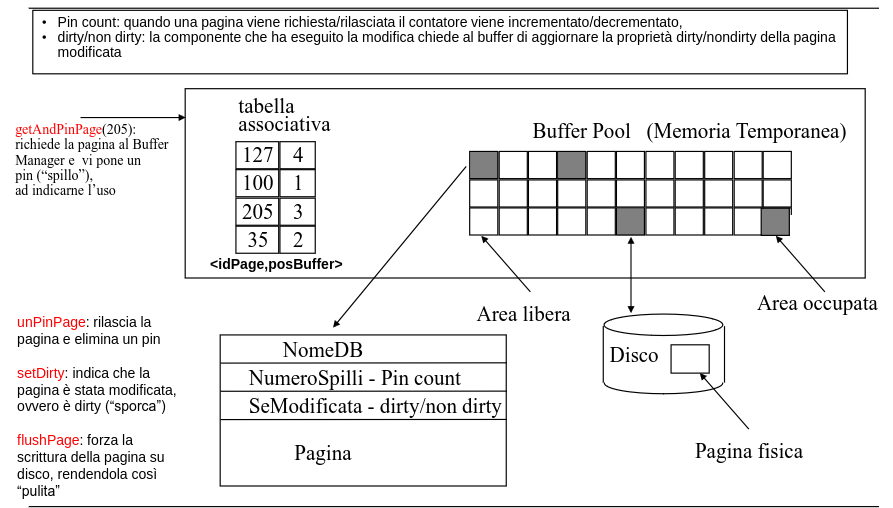 • Pin count: quando una pagina viene richiesta/rilasciata il contatore viene incrementato/decrementato,
• dirty/non dirty: la componente che ha eseguito la modifica chiede al buffer di aggiornare la proprietà dirty/nondirty della pagina
modificata
getAndPinPage(205):
richiede la pagina al Buffer
Manager e vi pone un
pin (“spillo”),
ad indicarne l’uso
tabella
associativa
127 4
100 1
205 3
35 2
<idPage,posBuffer>
Buffer Pool (Memoria Temporanea)
Area libera
Area occupata
unPinPage: rilascia la
pagina e elimina un pin
setDirty: indica che la
pagina è stata modificata,
ovvero è dirty (“sporca”)
flushPage: forza la
scrittura della pagina su
disco, rendendola così
“pulita”
NomeDB
NumeroSpilli - Pin count
SeModificata - dirty/non dirty
Pagina
Disco
Pagina fisica